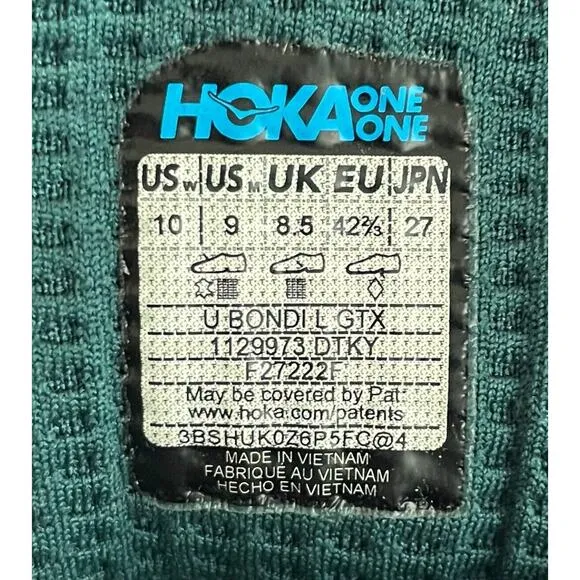 HOKA ONE ONE
US W US M UK EU JPN
10 9 8.5 42⅔ 27
U BONDI L GTX
1129973 DTKY
F27222F
May be covered by Pat
www.hoka.com/patents
3BSHUK0Z6P5FC@4
MADE IN VIETNAM
FABRIQUÉ AU VIETNAM
HECHO EN VIETNAM